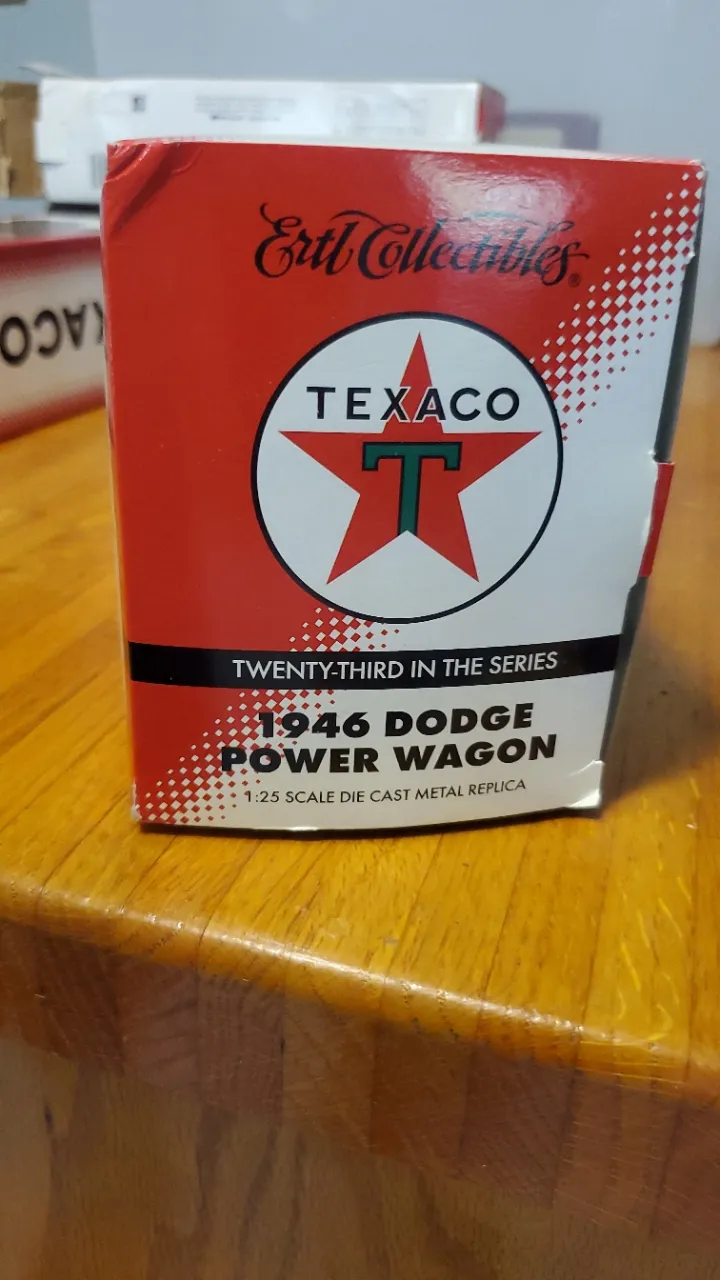 Ertl Collectibles®
TEXACO
T
TWENTY-THIRD IN THE SERIES
1946 DODGE
POWER WAGON
1:25 SCALE DIE CAST METAL REPLICA